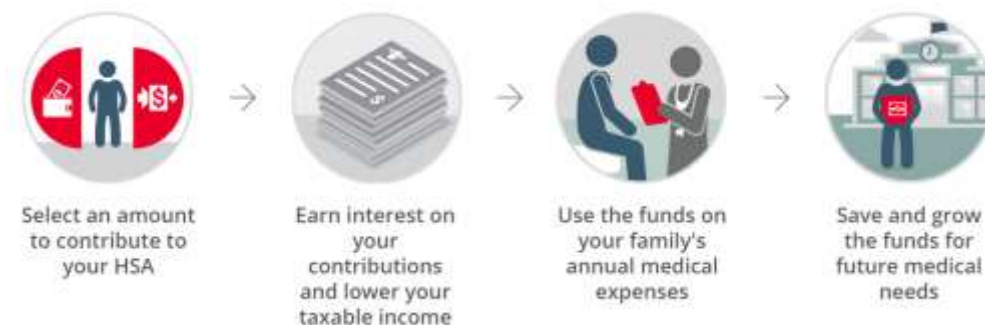 Select an amount
to contribute to
your HSA
Earn interest on
your
contributions
and lower your
taxable income
Use the funds on
your family's
annual medical
expenses
Save and grow
the funds for
future medical
needs